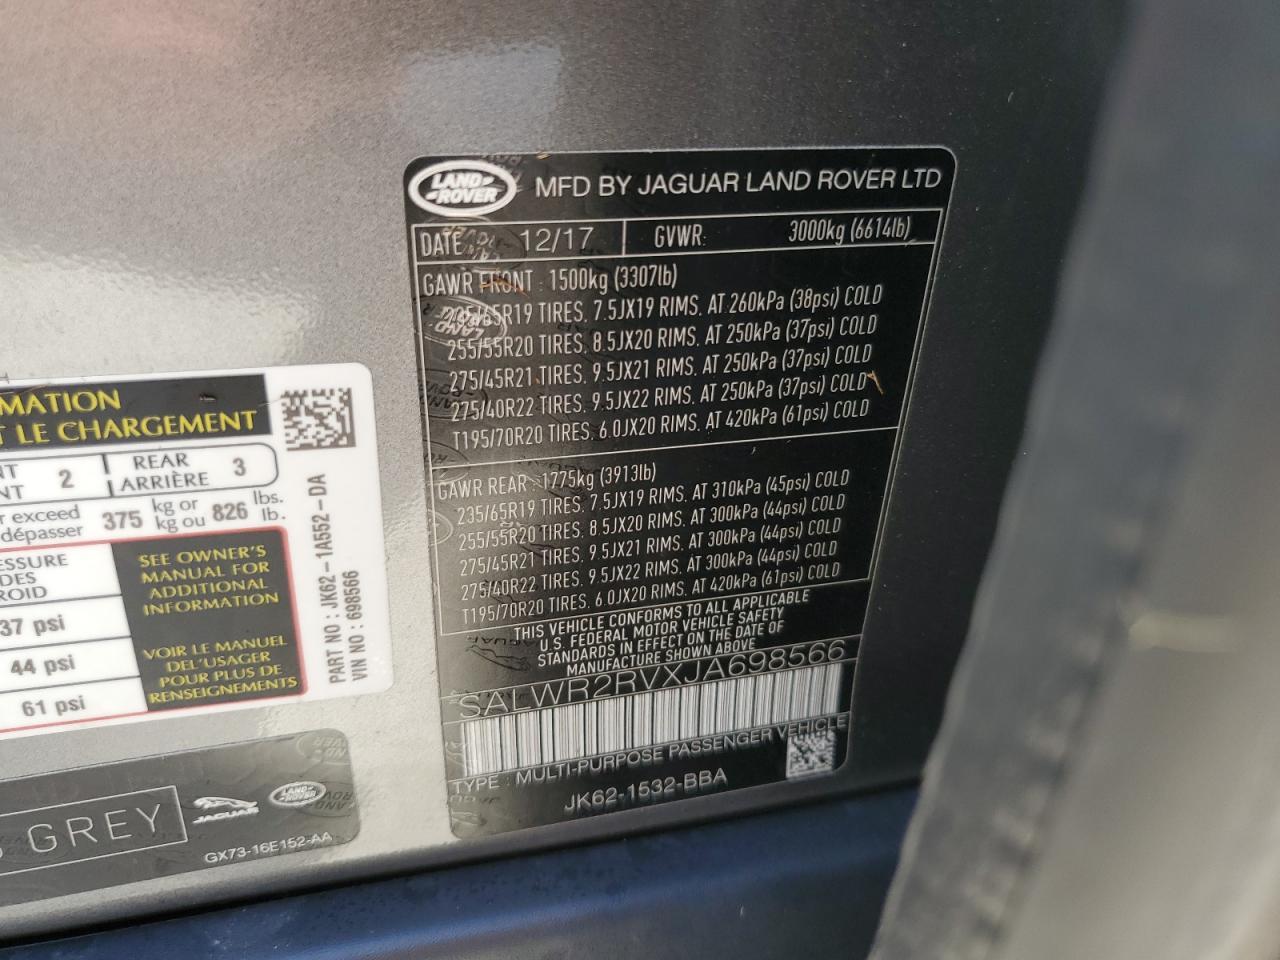 LAND ROVER
MFD BY JAGUAR LAND ROVER LTD
DATE 12/17 GVWR: 3000kg (6614lb)
GAWR FRONT : 1500kg (3307lb)
/65R19 TIRES. 7.5JX19 RIMS. AT 260kPa (38psi) COLD
255/55R20 TIRES. 8.5JX20 RIMS. AT 250kPa (37psi) COLD
275/45R21 TIRES. 9.5JX21 RIMS. AT 250kPa (37psi) COLD
275/40R22 TIRES. 9.5JX22 RIMS. AT 250kPa (37psi) COLD
T195/70R20 TIRES. 6.0JX20 RIMS. AT 420kPa (61psi) COLD
GAWR REAR : 1775kg (3913lb)
235/65R19 TIRES. 7.5JX19 RIMS. AT 310kPa (45psi) COLD
255/55R20 TIRES. 8.5JX20 RIMS. AT 300kPa (44psi) COLD
275/45R21 TIRES. 9.5JX21 RIMS. AT 300kPa (44psi) COLD
275/40R22 TIRES. 9.5JX22 RIMS. AT 300kPa (44psi) COLD
T195/70R20 TIRES. 6.0JX20 RIMS. AT 420kPa (61psi) COLD
THIS VEHICLE CONFORMS TO ALL APPLICABLE
U.S. FEDERAL MOTOR VEHICLE SAFETY
STANDARDS IN EFFECT ON THE DATE OF
MANUFACTURE SHOWN ABOVE
SALWR2RVXJA698566
TYPE : MULTI-PURPOSE PASSENGER VEHICLE
JK62-1532-BBA
MATION
T LE CHARGEMENT
NT 2 REAR 3
NT ARRIÈRE
r exceed 375 kg or 826 lbs.
dépasser kg ou lb.
ESSURE
DES
ROID
37 psi
44 psi
61 psi
SEE OWNER'S
MANUAL FOR
ADDITIONAL
INFORMATION
VOIR LE MANUEL
DEL'USAGER
POUR PLUS DE
RENSEIGNEMENTS
PART NO : JK62-1A552-DA
VIN NO : 698566
GREY
JAGUAR
LAND ROVER
GX73-16E152-AA